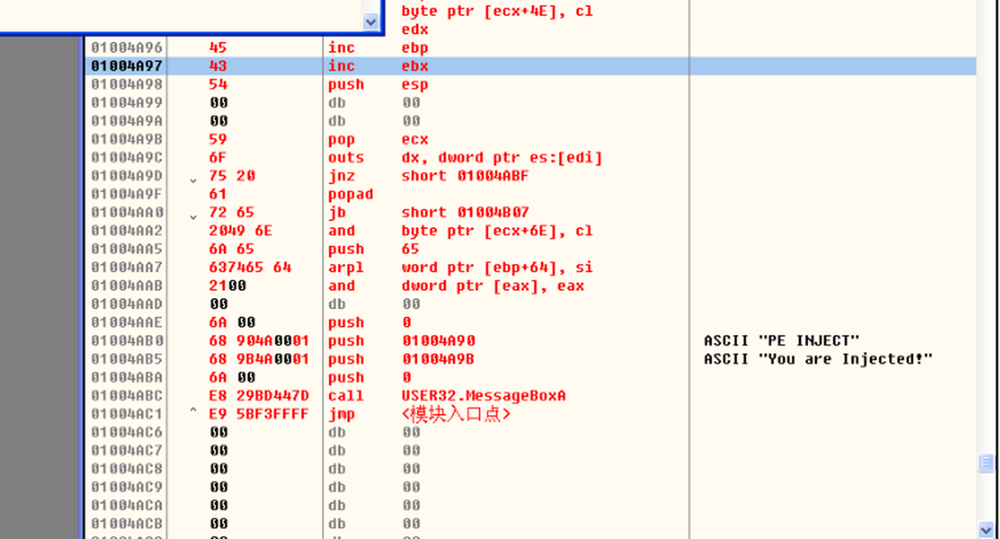 byte ptr [ecx+4E], cl
edx
01004A96 45 inc ebp
01004A97 43 inc ebx
01004A98 54 push esp
01004A99 00 db 00
01004A9A 00 db 00
01004A9B 59 pop ecx
01004A9C 6F outs dx, dword ptr es:[edi]
01004A9D 75 20 jnz short 01004ABF
01004A9F 61 popad
01004AA0 72 65 jb short 01004B07
01004AA2 2049 6E and byte ptr [ecx+6E], cl
01004AA5 6A 65 push 65
01004AA7 637465 64 arpl word ptr [ebp+64], si
01004AAB 2100 and dword ptr [eax], eax
01004AAD 00 db 00
01004AAE 6A 00 push 0
01004AB0 68 904A0001 push 01004A90 ASCII "PE INJECT"
01004AB5 68 9B4A0001 push 01004A9B ASCII "You are Injected!"
01004ABA 6A 00 push 0
01004ABC E8 29BD447D call USER32.MessageBoxA
01004AC1 E9 5BF3FFFF jmp <模块入口点>
01004AC6 00 db 00
01004AC7 00 db 00
01004AC8 00 db 00
01004AC9 00 db 00
01004ACA 00 db 00
01004ACB 00 db 00